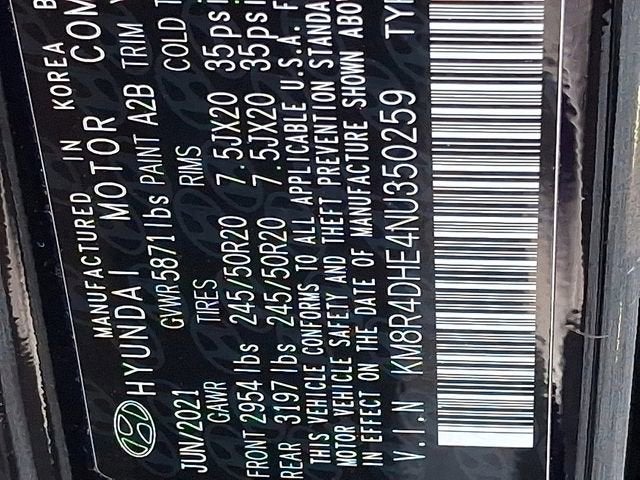 MANUFACTURED IN KOREA B
HYUNDAI MOTOR COM
JUN/2021 GVWR 5871 lbs PAINT A2B TRIM
GAWR TIRES RIMS COLD T
FRONT 2954 lbs 245/50R20 7.5JX20 35psi
REAR 3197 lbs 245/50R20 7.5JX20 35psi
THIS VEHICLE CONFORMS TO ALL APPLICABLE U.S.A. F
MOTOR VEHICLE SAFETY AND THEFT PREVENTION STANDA
IN EFFECT ON THE DATE OF MANUFACTURE SHOWN ABO
V.I.N KM8R4DHE4NU350259 TYP